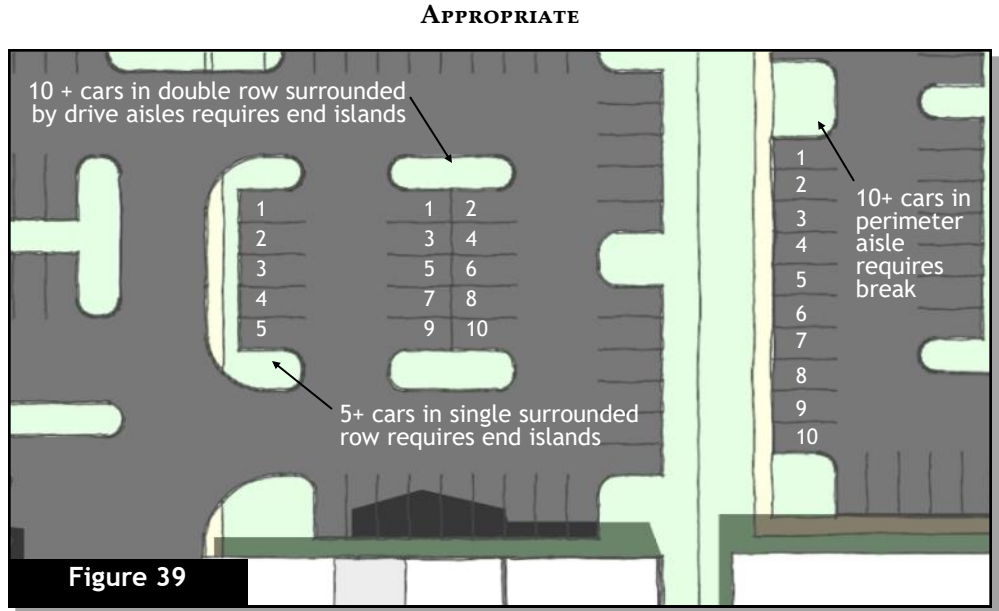 APPROPRIATE
10 + cars in double row surrounded
by drive aisles requires end islands
1
2
3
4
5
1 2
3 4
5 6
7 8
9 10
5+ cars in single surrounded
row requires end islands
1
2
3
4
5
6
7
8
9
10
10+ cars in
perimeter
aisle
requires
break
Figure 39